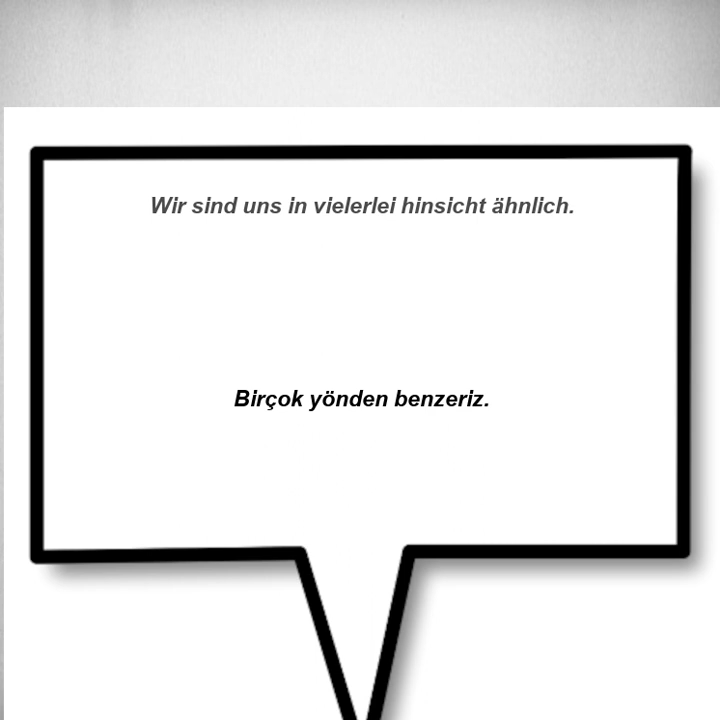 Wir sind uns in vielerlei hinsicht ähnlich.
Birçok yönden benzeriz.